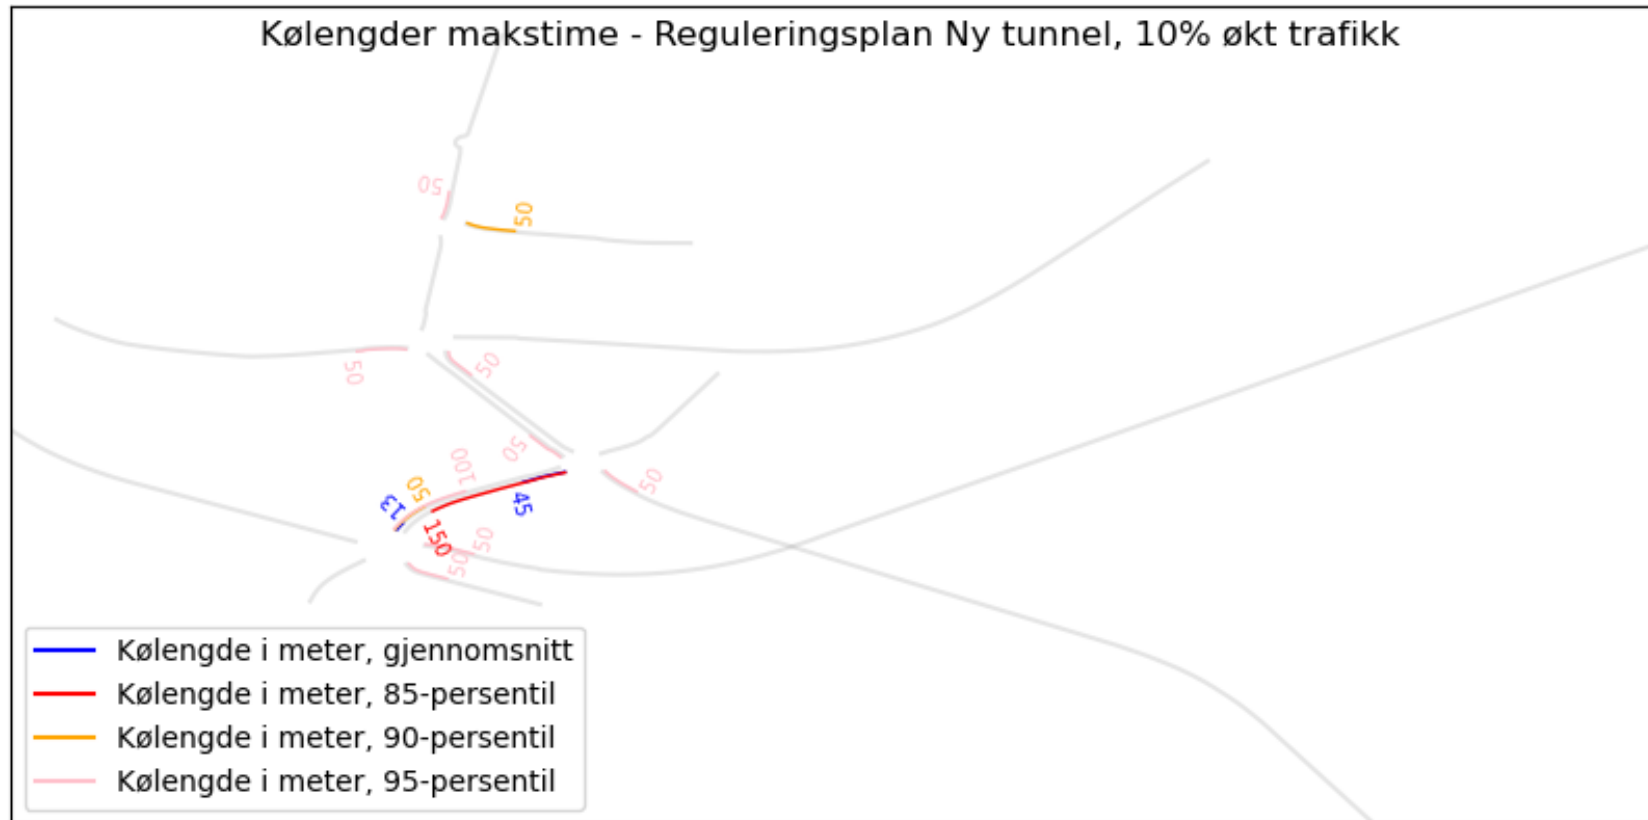 Kølengder makstime - Reguleringsplan Ny tunnel, 10% økt trafikk
50
50
50
50
50
100
50
50
13
45
150
50
50
Kølengde i meter, gjennomsnitt
Kølengde i meter, 85-persentil
Kølengde i meter, 90-persentil
Kølengde i meter, 95-persentil